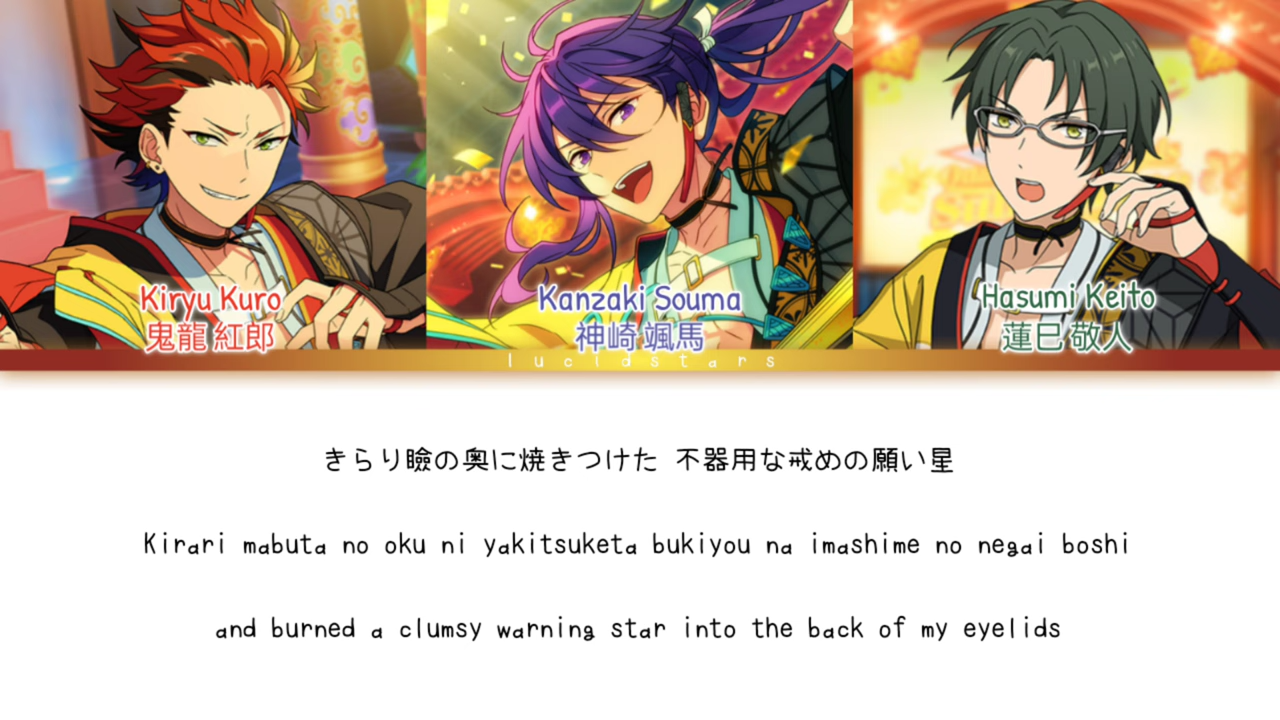 Kiryu Kuro
鬼龍 紅郎
Kanzaki Souma
神崎 颯馬
Hasumi Keito
蓮巳 敬人
lucidstars
きらり瞼の奥に焼きつけた 不器用な戒めの願い星
Kirari mabuta no oku ni yakitsuketa bukiyou na imashime no negai boshi
and burned a clumsy warning star into the back of my eyelids